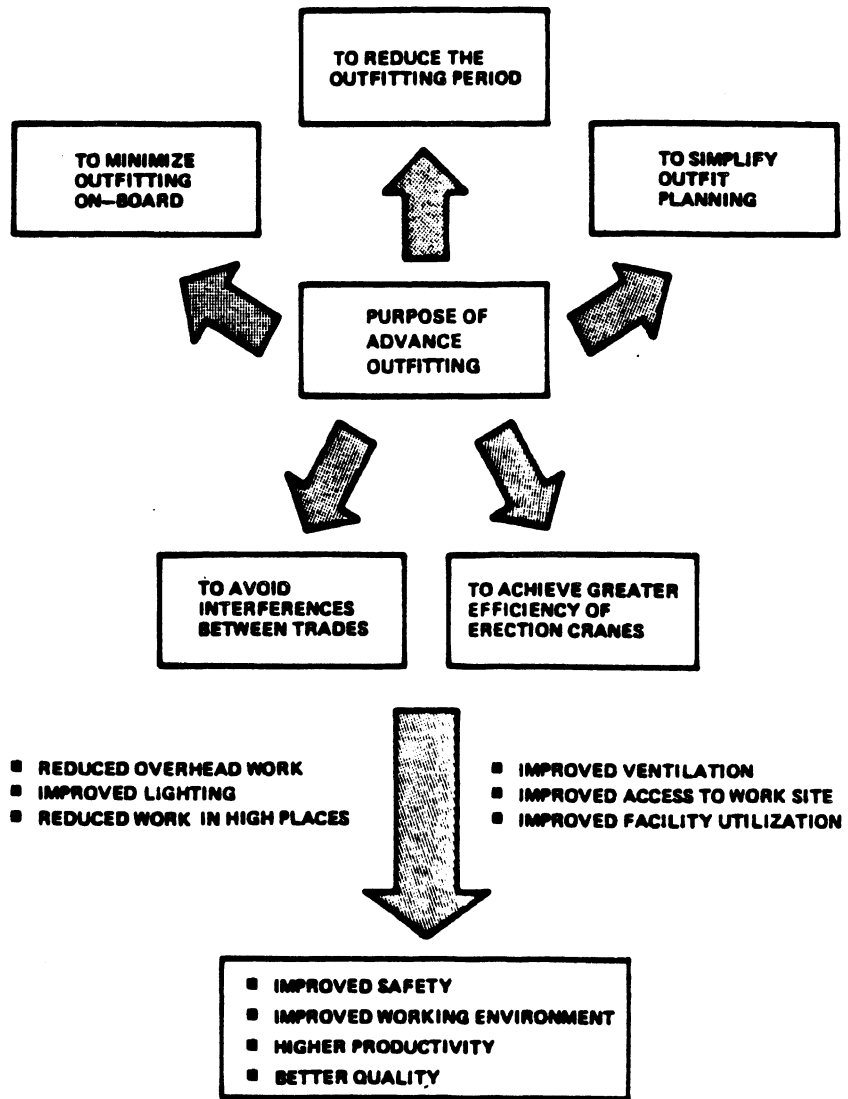 TO REDUCE THE
OUTFITTING PERIOD
TO MINIMIZE
OUTFITTING
ON-BOARD
TO SIMPLIFY
OUTFIT
PLANNING
PURPOSE OF
ADVANCE
OUTFITTING
TO AVOID
INTERFERENCES
BETWEEN TRADES
TO ACHIEVE GREATER
EFFICIENCY OF
ERECTION CRANES
■ REDUCED OVERHEAD WORK
■ IMPROVED LIGHTING
■ REDUCED WORK IN HIGH PLACES
■ IMPROVED VENTILATION
■ IMPROVED ACCESS TO WORK SITE
■ IMPROVED FACILITY UTILIZATION
■ IMPROVED SAFETY
■ IMPROVED WORKING ENVIRONMENT
■ HIGHER PRODUCTIVITY
■ BETTER QUALITY